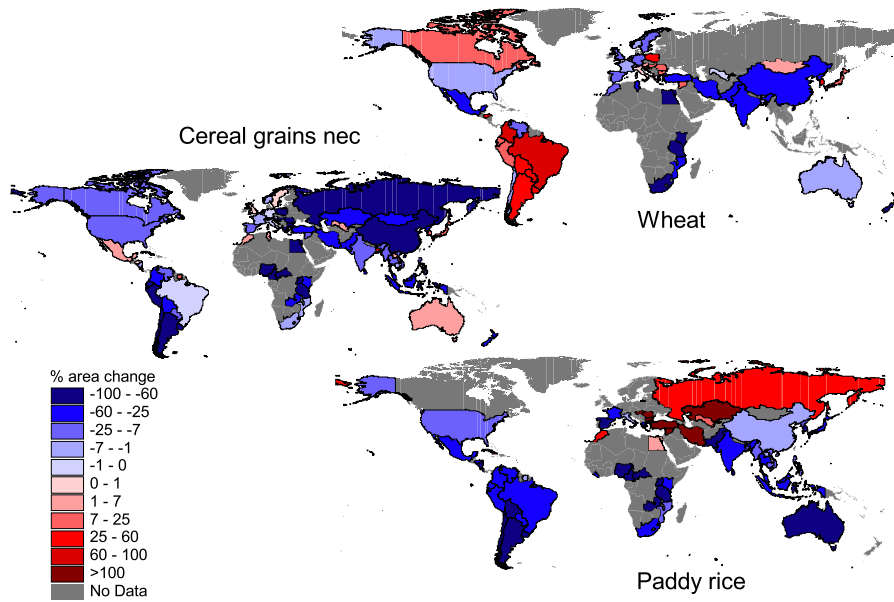 Cereal grains nec
Wheat
% area change
-100 - -60
-60 - -25
-25 - -7
-7 - -1
-1 - 0
0 - 1
1 - 7
7 - 25
25 - 60
60 - 100
>100
No Data
Paddy rice